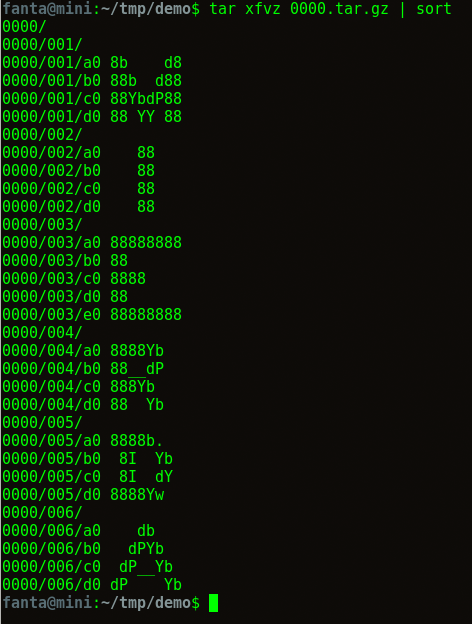 fanta@mini:~/tmp/demo$ tar xfvz 0000.tar.gz | sort
0000/
0000/001/
0000/001/a0 8b    d8
0000/001/b0 88b  d88
0000/001/c0 88YbdP88
0000/001/d0 88 YY 88
0000/002/
0000/002/a0    88
0000/002/b0    88
0000/002/c0    88
0000/002/d0    88
0000/003/
0000/003/a0 88888888
0000/003/b0 88
0000/003/c0 8888
0000/003/d0 88
0000/003/e0 88888888
0000/004/
0000/004/a0 8888Yb
0000/004/b0 88__dP
0000/004/c0 888Yb
0000/004/d0 88  Yb
0000/005/
0000/005/a0 8888b.
0000/005/b0  8I  Yb
0000/005/c0  8I  dY
0000/005/d0 8888Yw
0000/006/
0000/006/a0    db
0000/006/b0   dPYb
0000/006/c0  dP__Yb
0000/006/d0 dP    Yb
fanta@mini:~/tmp/demo$